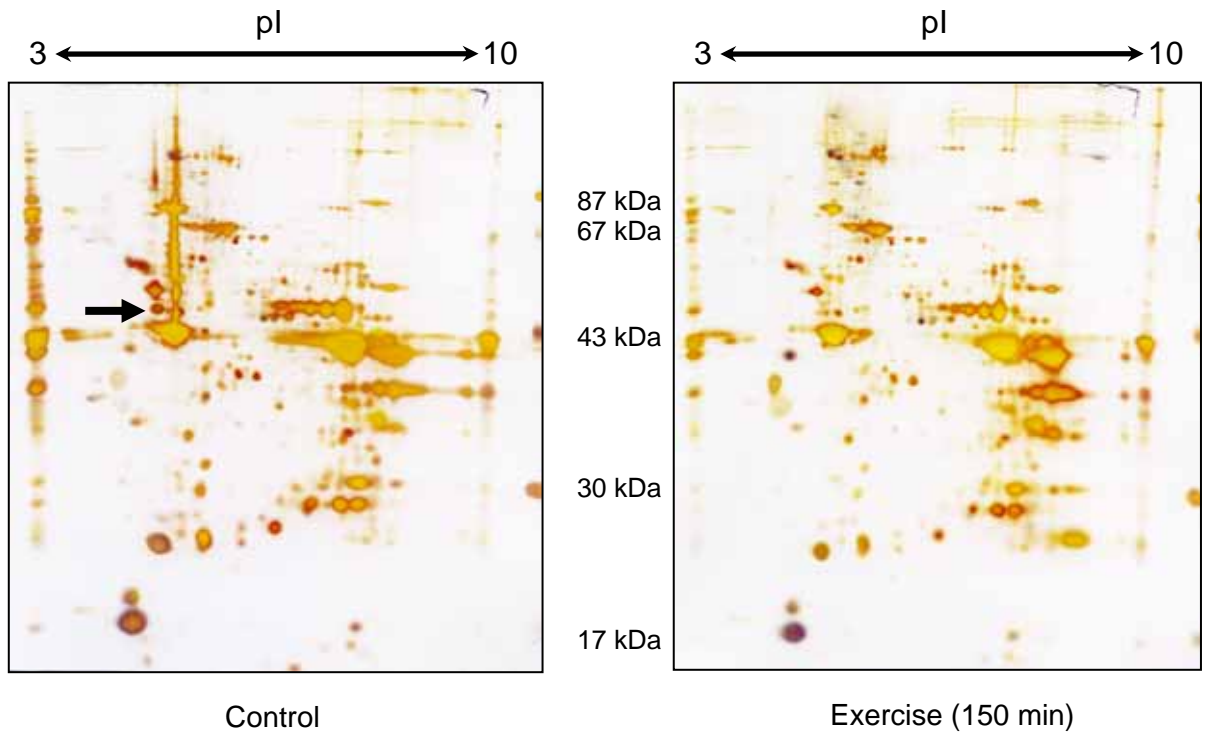 pI
3 10
pI
3 10
87 kDa
67 kDa
43 kDa
30 kDa
17 kDa
Control
Exercise (150 min)